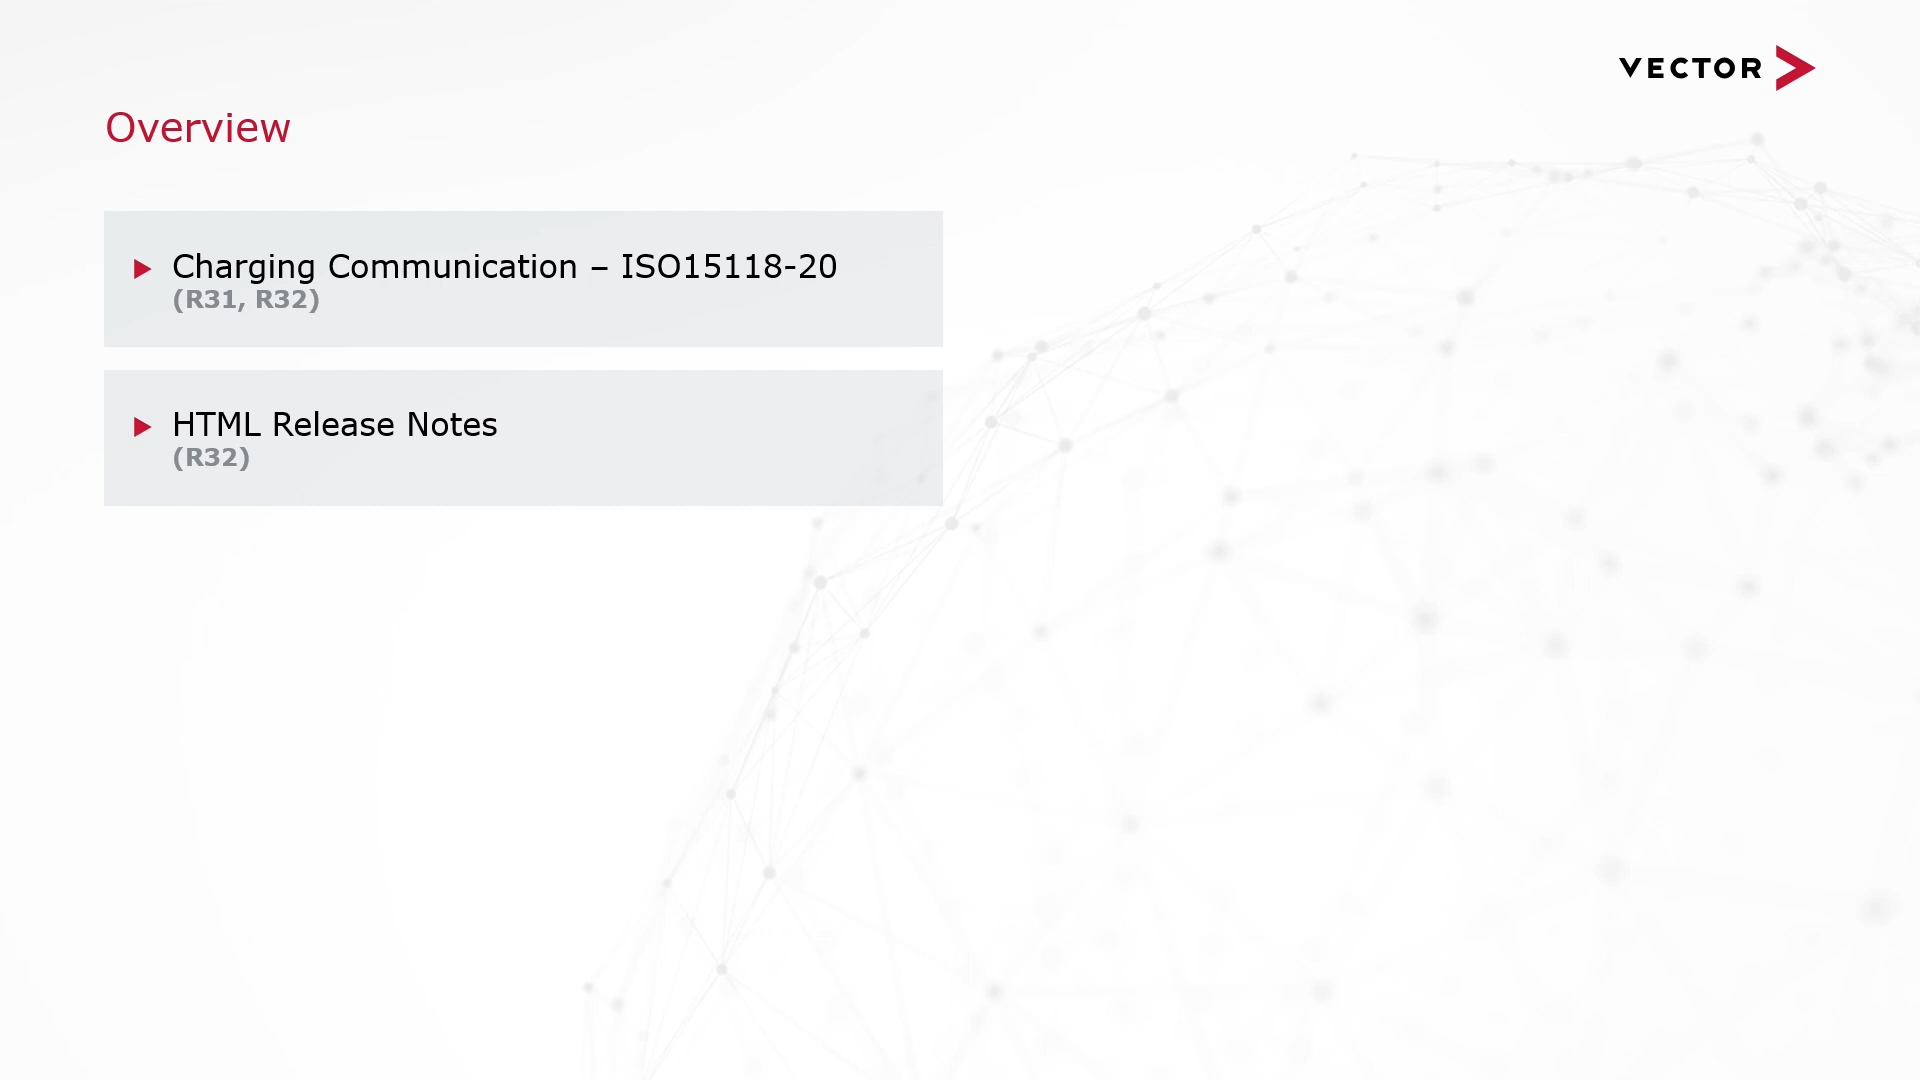 VECTOR
Overview
Charging Communication – ISO15118-20
(R31, R32)
HTML Release Notes
(R32)